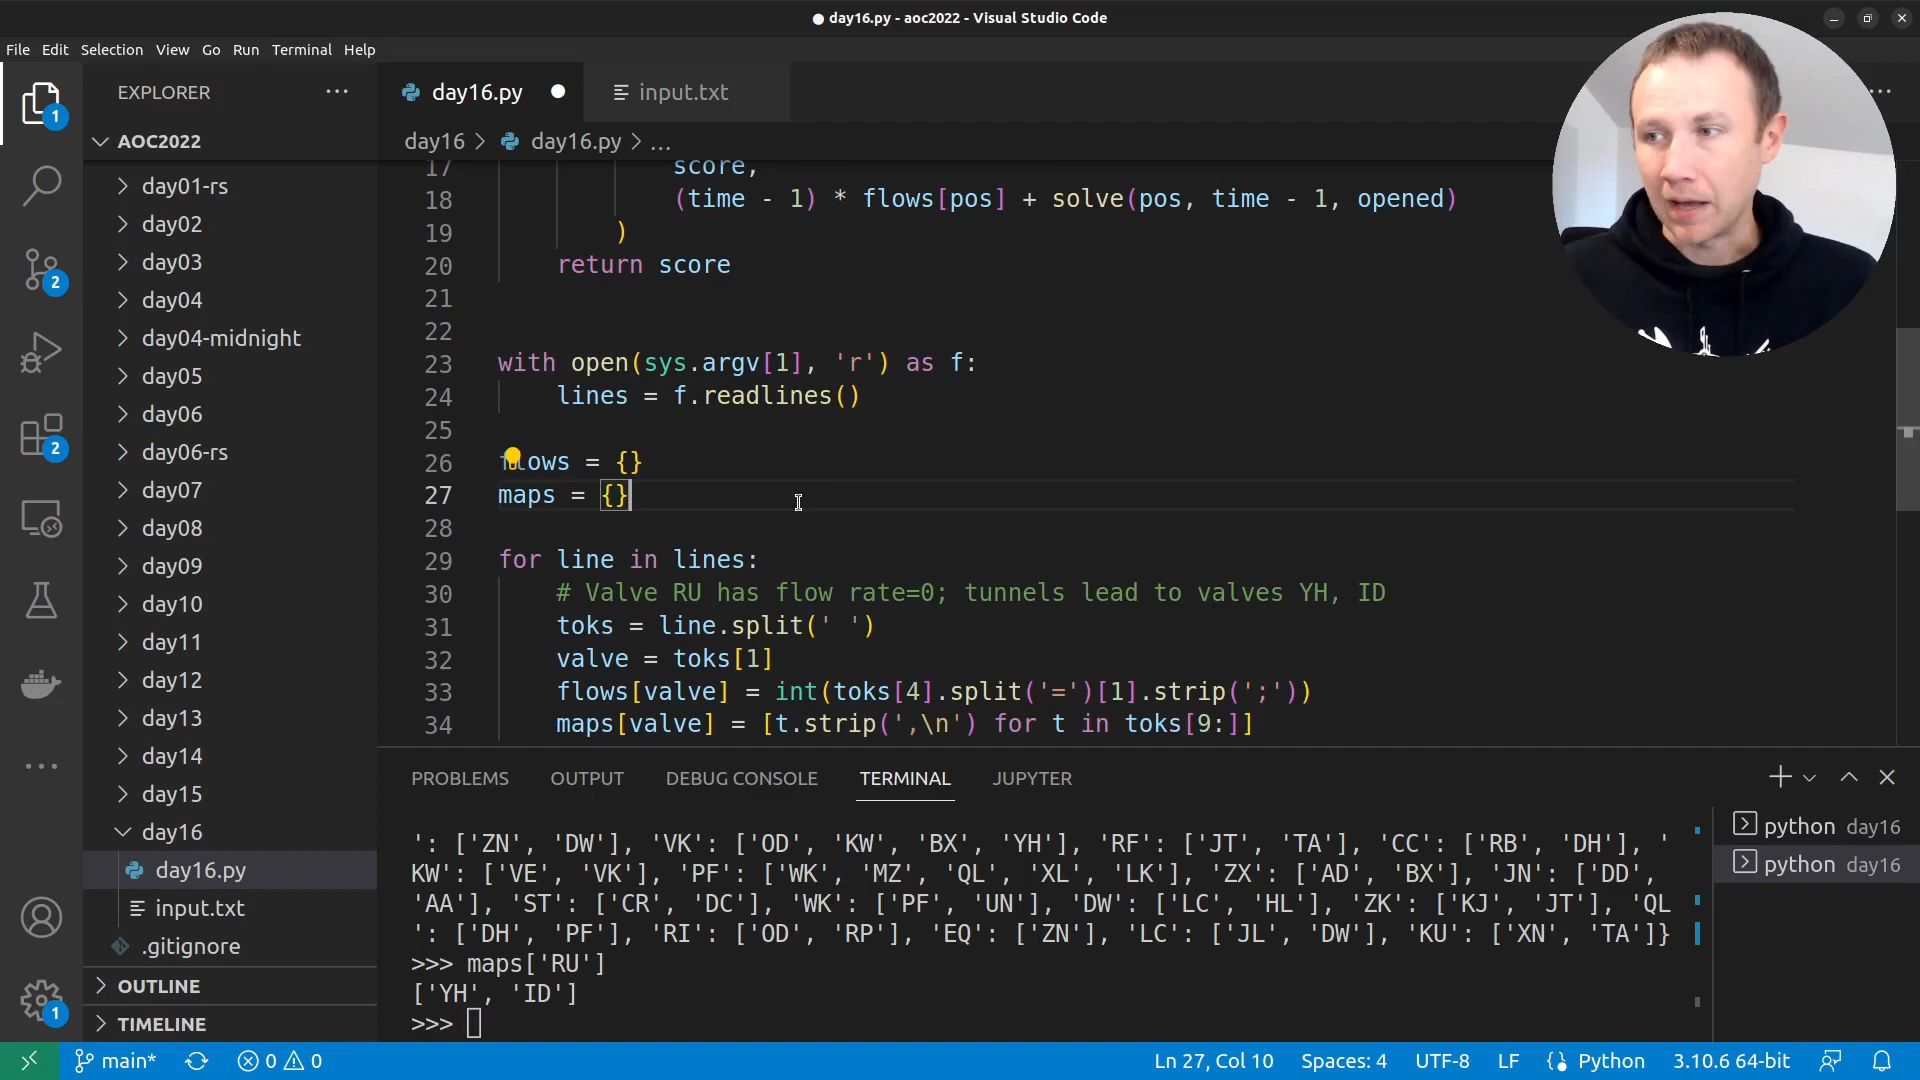 day16.py - aoc2022 - Visual Studio Code
File Edit Selection View Go Run Terminal Help
EXPLORER
AOC2022
day01-rs
day02
day03
day04
day04-midnight
day05
day06
day06-rs
day07
day08
day09
day10
day11
day12
day13
day14
day15
day16
day16.py
input.txt
.gitignore
OUTLINE
TIMELINE
1
2
2
1
day16.py input.txt
day16 > day16.py > ...
17 score,
18 (time - 1) * flows[pos] + solve(pos, time - 1, opened)
19 )
20 return score
21
22
23 with open(sys.argv[1], 'r') as f:
24 lines = f.readlines()
25
26 flows = {}
27 maps = {}
28
29 for line in lines:
30 # Valve RU has flow rate=0; tunnels lead to valves YH, ID
31 toks = line.split(' ')
32 valve = toks[1]
33 flows[valve] = int(toks[4].split('=')[1].strip(';'))
34 maps[valve] = [t.strip(',\n') for t in toks[9:]]
PROBLEMS OUTPUT DEBUG CONSOLE TERMINAL JUPYTER
': ['ZN', 'DW'], 'VK': ['OD', 'KW', 'BX', 'YH'], 'RF': ['JT', 'TA'], 'CC': ['RB', 'DH'], '
KW': ['VE', 'VK'], 'PF': ['WK', 'MZ', 'QL', 'XL', 'LK'], 'ZX': ['AD', 'BX'], 'JN': ['DD',
'AA'], 'ST': ['CR', 'DC'], 'WK': ['PF', 'UN'], 'DW': ['LC', 'HL'], 'ZK': ['KJ', 'JT'], 'QL
': ['DH', 'PF'], 'RI': ['OD', 'RP'], 'EQ': ['ZN'], 'LC': ['JL', 'DW'], 'KU': ['XN', 'TA']}
>>> maps['RU']
['YH', 'ID']
>>>
python day16
python day16
main* 0 0 Ln 27, Col 10 Spaces: 4 UTF-8 LF Python 3.10.6 64-bit